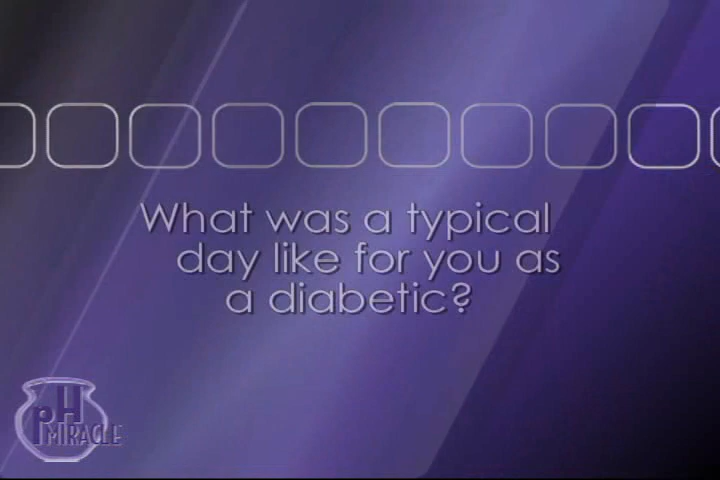 What was a typical
day like for you as
a diabetic?
pH
MIRACLE